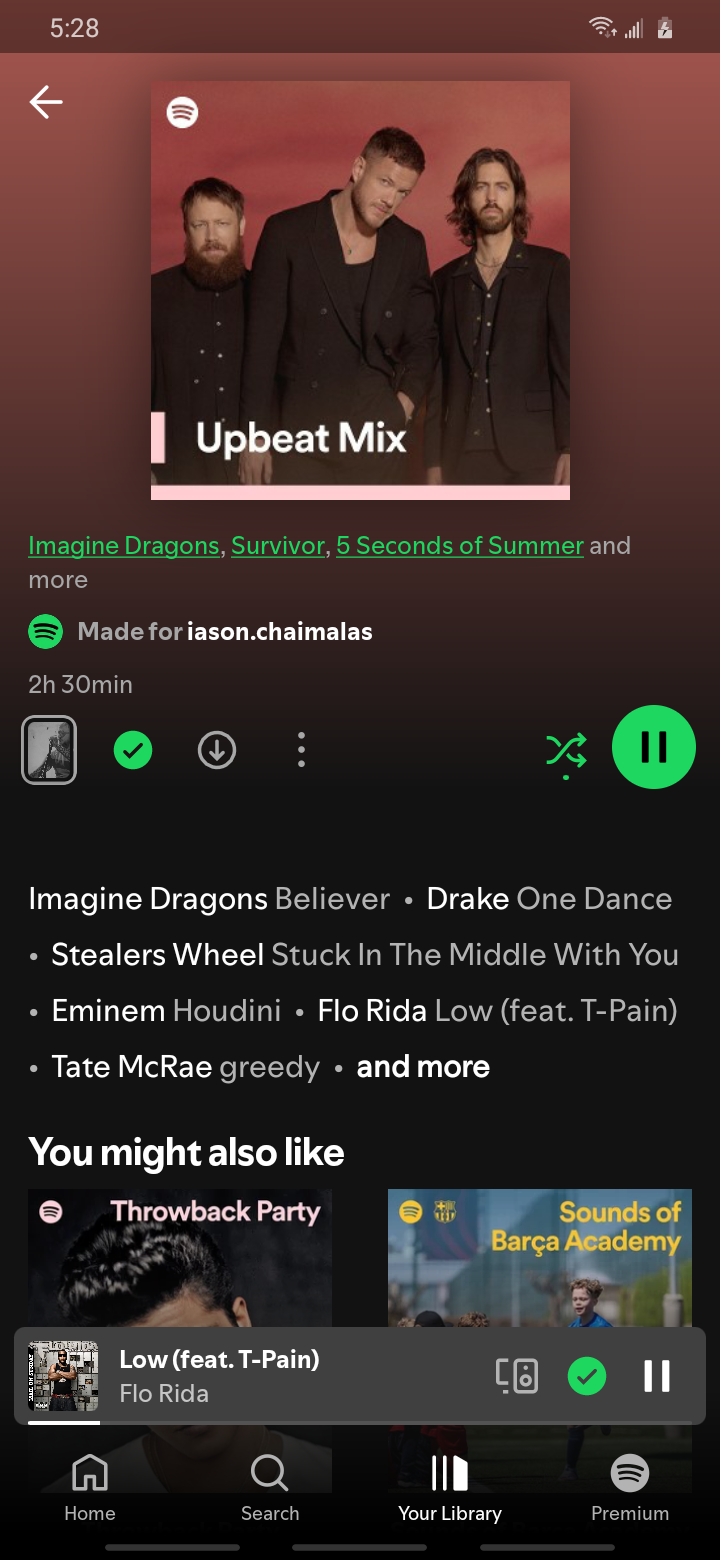 5:28
Upbeat Mix
Imagine Dragons, Survivor, 5 Seconds of Summer and
more
Made for iason.chaimalas
2h 30min
Imagine Dragons Believer • Drake One Dance
• Stealers Wheel Stuck In The Middle With You
• Eminem Houdini • Flo Rida Low (feat. T-Pain)
• Tate McRae greedy • and more
You might also like
Throwback Party
Sounds of
Barça Academy
Low (feat. T-Pain)
Flo Rida
Home
Search
Your Library
Premium